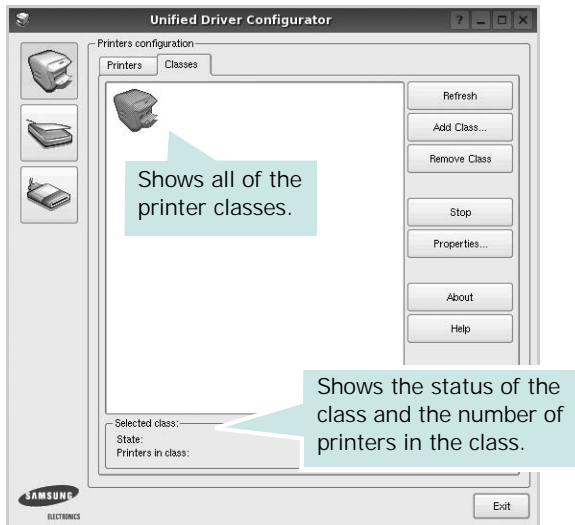 Unified Driver Configurator
Printers configuration
Printers Classes
Refresh
Add Class...
Remove Class
Stop
Properties...
About
Help
Shows all of the
printer classes.
Shows the status of the
class and the number of
printers in the class.
Selected class:
State:
Printers in class:
SAMSUNG
ELECTRONICS
Exit